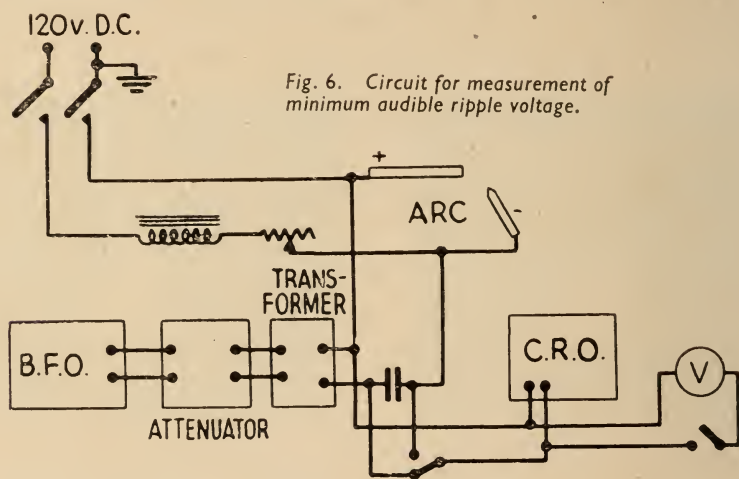 120v. D.C.
Fig. 6. Circuit for measurement of
minimum audible ripple voltage.
+
ARC
-
TRANS-
FORMER
B.F.O.
ATTENUATOR
C.R.O.
V